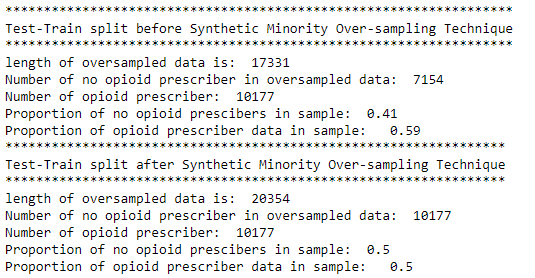 ******************************************************************
Test-Train split before Synthetic Minority Over-sampling Technique
******************************************************************
length of oversampled data is:  17331
Number of no opioid prescriber in oversampled data:  7154
Number of opioid prescriber:  10177
Proportion of no opioid prescibers in sample:  0.41
Proportion of opioid prescriber data in sample:   0.59
*****************************************************************
Test-Train split after Synthetic Minority Over-sampling Technique
*****************************************************************
length of oversampled data is:  20354
Number of no opioid prescriber in oversampled data:  10177
Number of opioid prescriber:  10177
Proportion of no opioid prescibers in sample:  0.5
Proportion of opioid prescriber data in sample:   0.5